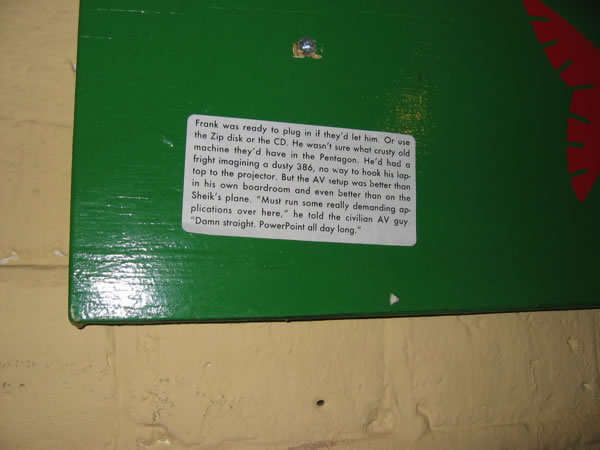 Frank was ready to plug in if they'd let him. Or use
the Zip disk or the CD. He wasn't sure what crusty old
machine they'd have in the Pentagon. He'd had a
fright imagining a dusty 386, no way to hook his lap-
top to the projector. But the AV setup was better than
in his own boardroom and even better than on the
Sheik's plane. "Must run some really demanding ap-
plications over here," he told the civilian AV guy.
"Damn straight. PowerPoint all day long."